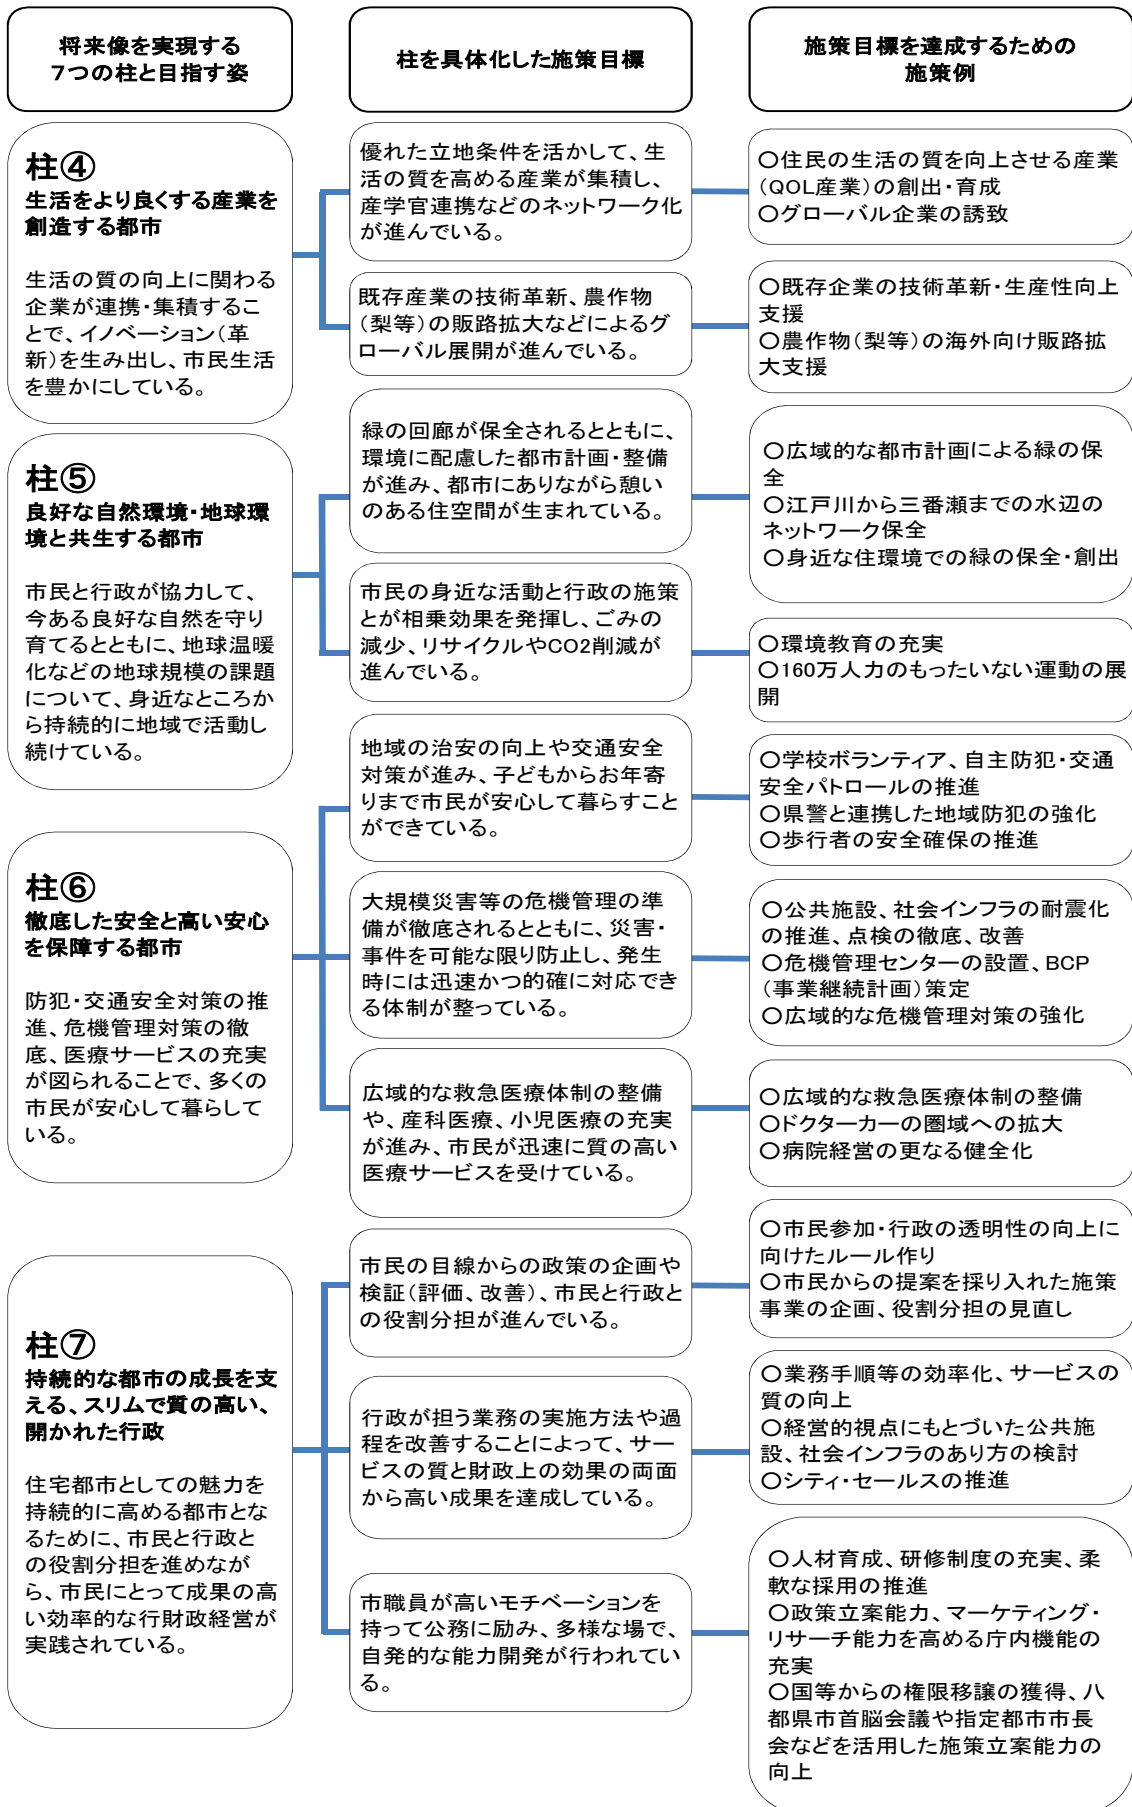 将来像を実現する
７つの柱と目指す姿
柱を具体化した施策目標
施策目標を達成するための
施策例
柱④
生活をより良くする産業を
創造する都市
生活の質の向上に関わる
企業が連携・集積するこ
とで、イノベーション（革
新）を生み出し、市民生活
を豊かにしている。
優れた立地条件を活かして、生
活の質を高める産業が集積し、
産学官連携などのネットワーク化
が進んでいる。
〇住民の生活の質を向上させる産業
（QOL産業）の創出・育成
〇グローバル企業の誘致
既存産業の技術革新、農作物
（梨等）の販路拡大などによるグ
ローバル展開が進んでいる。
〇既存企業の技術革新・生産性向上
支援
〇農作物（梨等）の海外向け販路拡
大支援
柱⑤
良好な自然環境・地球環
境と共生する都市
市民と行政が協力して、
今ある良好な自然を守り
育てるとともに、地球温暖
化などの地球規模の課題
について、身近なところか
ら持続的に地域で活動し
続けている。
緑の回廊が保全されるとともに、
環境に配慮した都市計画・整備
が進み、都市にありながら憩い
のある住空間が生まれている。
〇広域的な都市計画による緑の保
全
〇江戸川から三番瀬までの水辺の
ネットワーク保全
〇身近な住環境での緑の保全・創出
市民の身近な活動と行政の施策
とが相乗効果を発揮し、ごみの
減少、リサイクルやCO2削減が
進んでいる。
〇環境教育の充実
〇160万人力のもったいない運動の展
開
柱⑥
徹底した安全と高い安心
を保障する都市
防犯・交通安全対策の推
進、危機管理対策の徹
底、医療サービスの充実
が図られることで、多くの
市民が安心して暮らして
いる。
地域の治安の向上や交通安全
対策が進み、子どもからお年寄
りまで市民が安心して暮らすこと
ができている。
〇学校ボランティア、自主防犯・交通
安全パトロールの推進
〇県警と連携した地域防犯の強化
〇歩行者の安全確保の推進
大規模災害等の危機管理の準
備が徹底されるとともに、災害・
事件を可能な限り防止し、発生
時には迅速かつ的確に対応でき
る体制が整っている。
〇公共施設、社会インフラの耐震化
の推進、点検の徹底、改善
〇危機管理センターの設置、BCP
（事業継続計画）策定
〇広域的な危機管理対策の強化
広域的な救急医療体制の整備
や、産科医療、小児医療の充実
が進み、市民が迅速に質の高い
医療サービスを受けている。
〇広域的な救急医療体制の整備
〇ドクターカーの圏域への拡大
〇病院経営の更なる健全化
柱⑦
持続的な都市の成長を支
える、スリムで質の高い、
開かれた行政
住宅都市としての魅力を
持続的に高める都市とな
るために、市民と行政と
の役割分担を進めなが
ら、市民にとって成果の高
い効率的な行財政経営が
実践されている。
市民の目線からの政策の企画や
検証（評価、改善）、市民と行政と
の役割分担が進んでいる。
〇市民参加・行政の透明性の向上に
向けたルール作り
〇市民からの提案を採り入れた施策
事業の企画、役割分担の見直し
行政が担う業務の実施方法や過
程を改善することによって、サー
ビスの質と財政上の効果の両面
から高い成果を達成している。
〇業務手順等の効率化、サービスの
質の向上
〇経営的視点にもとづいた公共施
設、社会インフラのあり方の検討
〇シティ・セールスの推進
市職員が高いモチベーションを
持って公務に励み、多様な場で、
自発的な能力開発が行われてい
る。
〇人材育成、研修制度の充実、柔
軟な採用の推進
〇政策立案能力、マーケティング・
リサーチ能力を高める庁内機能の
充実
〇国等からの権限移譲の獲得、八
都県市首脳会議や指定都市市長
会などを活用した施策立案能力の
向上